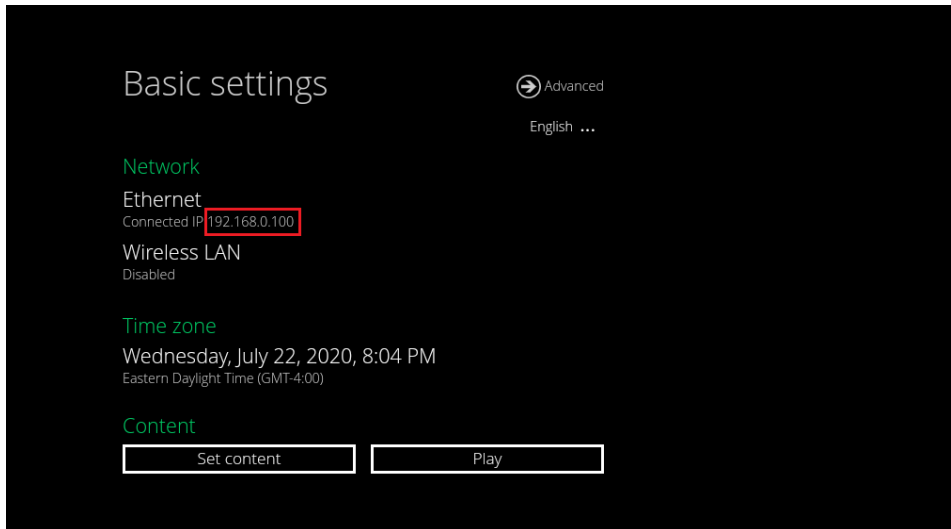 Basic settings
Advanced
English ...
Network
Ethernet
Connected IP 192.168.0.100
Wireless LAN
Disabled
Time zone
Wednesday, July 22, 2020, 8:04 PM
Eastern Daylight Time (GMT-4:00)
Content
Set content
Play